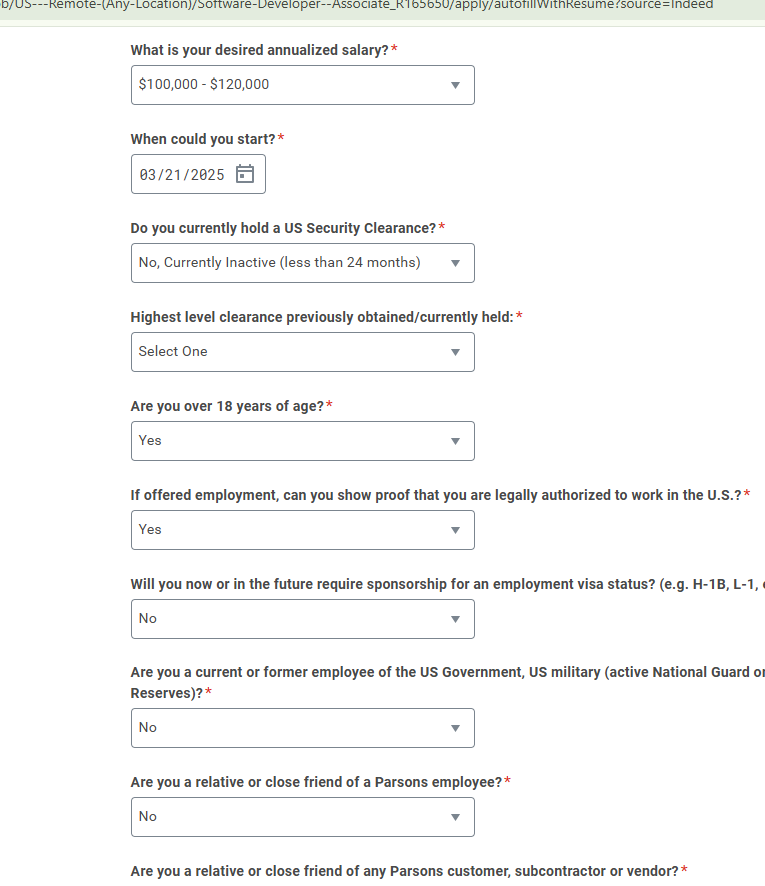 b/US---Remote-(Any-Location)/Software-Developer--Associate_R165650/apply/autofillWithResume?source=Indeed
What is your desired annualized salary?*
$100,000 - $120,000
When could you start?*
03/21/2025
Do you currently hold a US Security Clearance?*
No, Currently Inactive (less than 24 months)
Highest level clearance previously obtained/currently held:*
Select One
Are you over 18 years of age?*
Yes
If offered employment, can you show proof that you are legally authorized to work in the U.S.?*
Yes
Will you now or in the future require sponsorship for an employment visa status? (e.g. H-1B, L-1,
No
Are you a current or former employee of the US Government, US military (active National Guard or
Reserves)?*
No
Are you a relative or close friend of a Parsons employee?*
No
Are you a relative or close friend of any Parsons customer, subcontractor or vendor?*